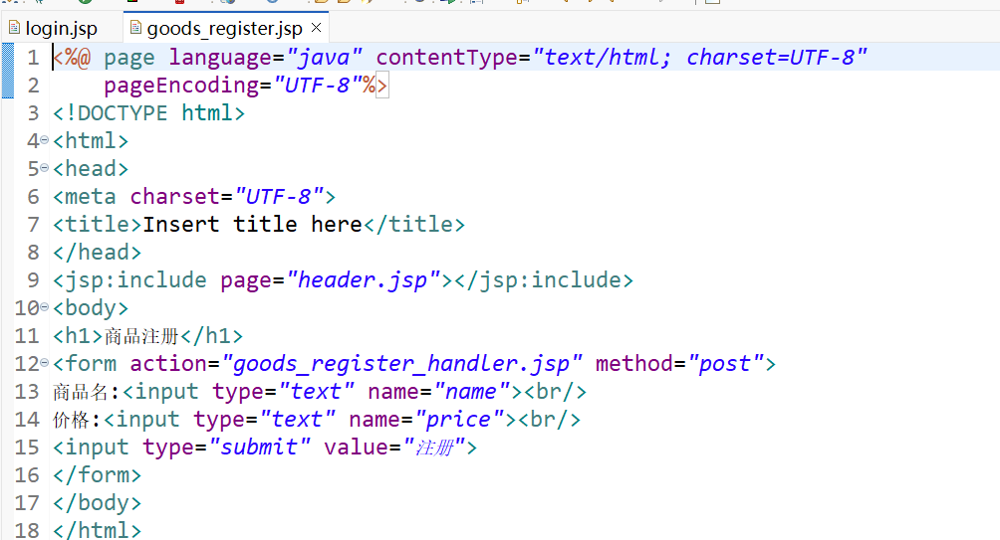 login.jsp goods_register.jsp
1 <%@ page language="java" contentType="text/html; charset=UTF-8"
2     pageEncoding="UTF-8"%>
3 <!DOCTYPE html>
4 <html>
5 <head>
6 <meta charset="UTF-8">
7 <title>Insert title here</title>
8 </head>
9 <jsp:include page="header.jsp"></jsp:include>
10 <body>
11 <h1>商品注册</h1>
12 <form action="goods_register_handler.jsp" method="post">
13 商品名:<input type="text" name="name"><br/>
14 价格:<input type="text" name="price"><br/>
15 <input type="submit" value="注册">
16 </form>
17 </body>
18 </html>